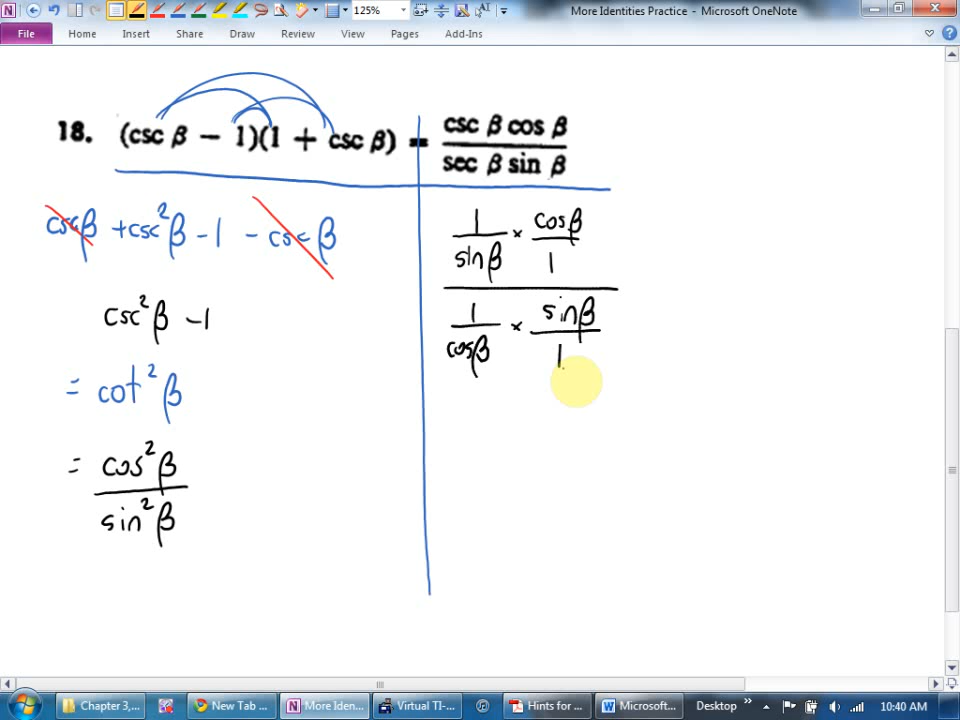 More Identities Practice - Microsoft OneNote
125%
File Home Insert Share Draw Review View Pages Add-Ins
18. (csc β − 1)(1 + csc β) = csc β cos β
sec β sin β
cscβ + csc²β − 1 − csc β
csc²β − 1
= cot²β
= cos²β
sin²β
1 × cosβ
sinβ 1
1 × sinβ
cosβ 1
Chapter 3,... New Tab ... More Iden... Virtual TI-... Hints for ... Microsoft... Desktop » 10:40 AM